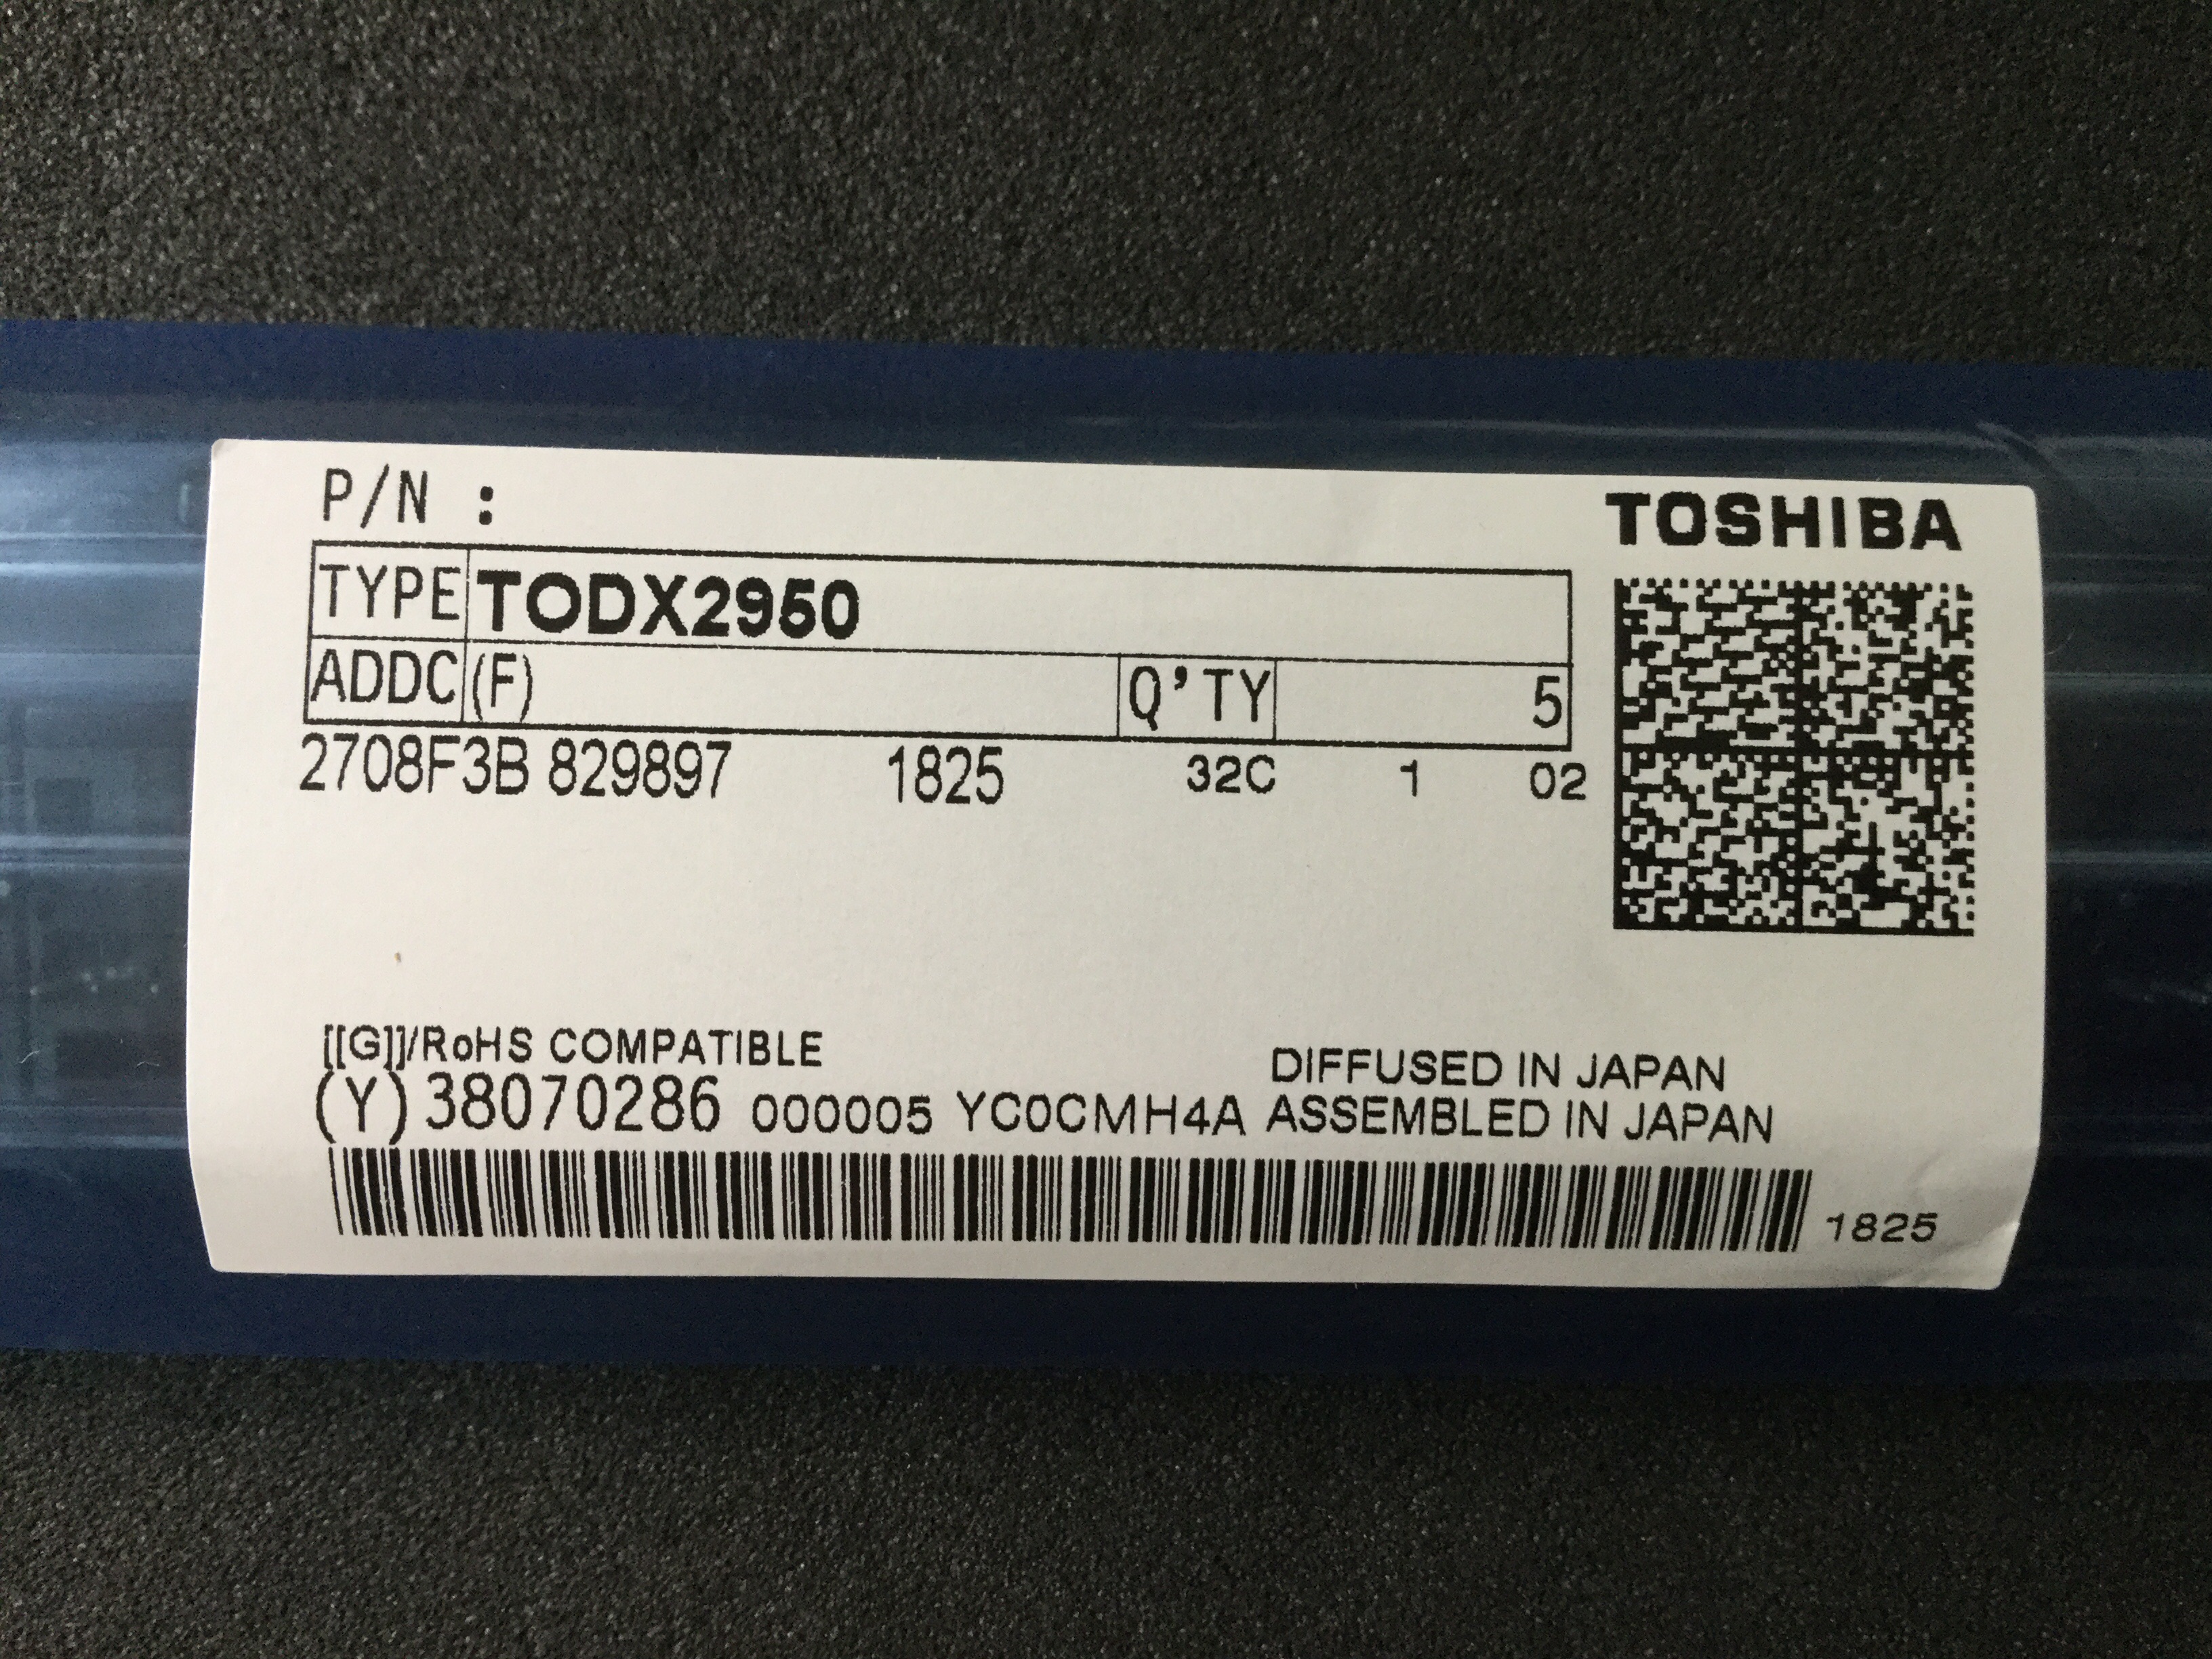 P/N :
TOSHIBA
TYPE TODX2950
ADDC (F) Q'TY 5
2708F3B 829897 1825 32C 1 02
[[G]]/RoHS COMPATIBLE
DIFFUSED IN JAPAN
(Y) 38070286 000005 YC0CMH4A ASSEMBLED IN JAPAN
1825